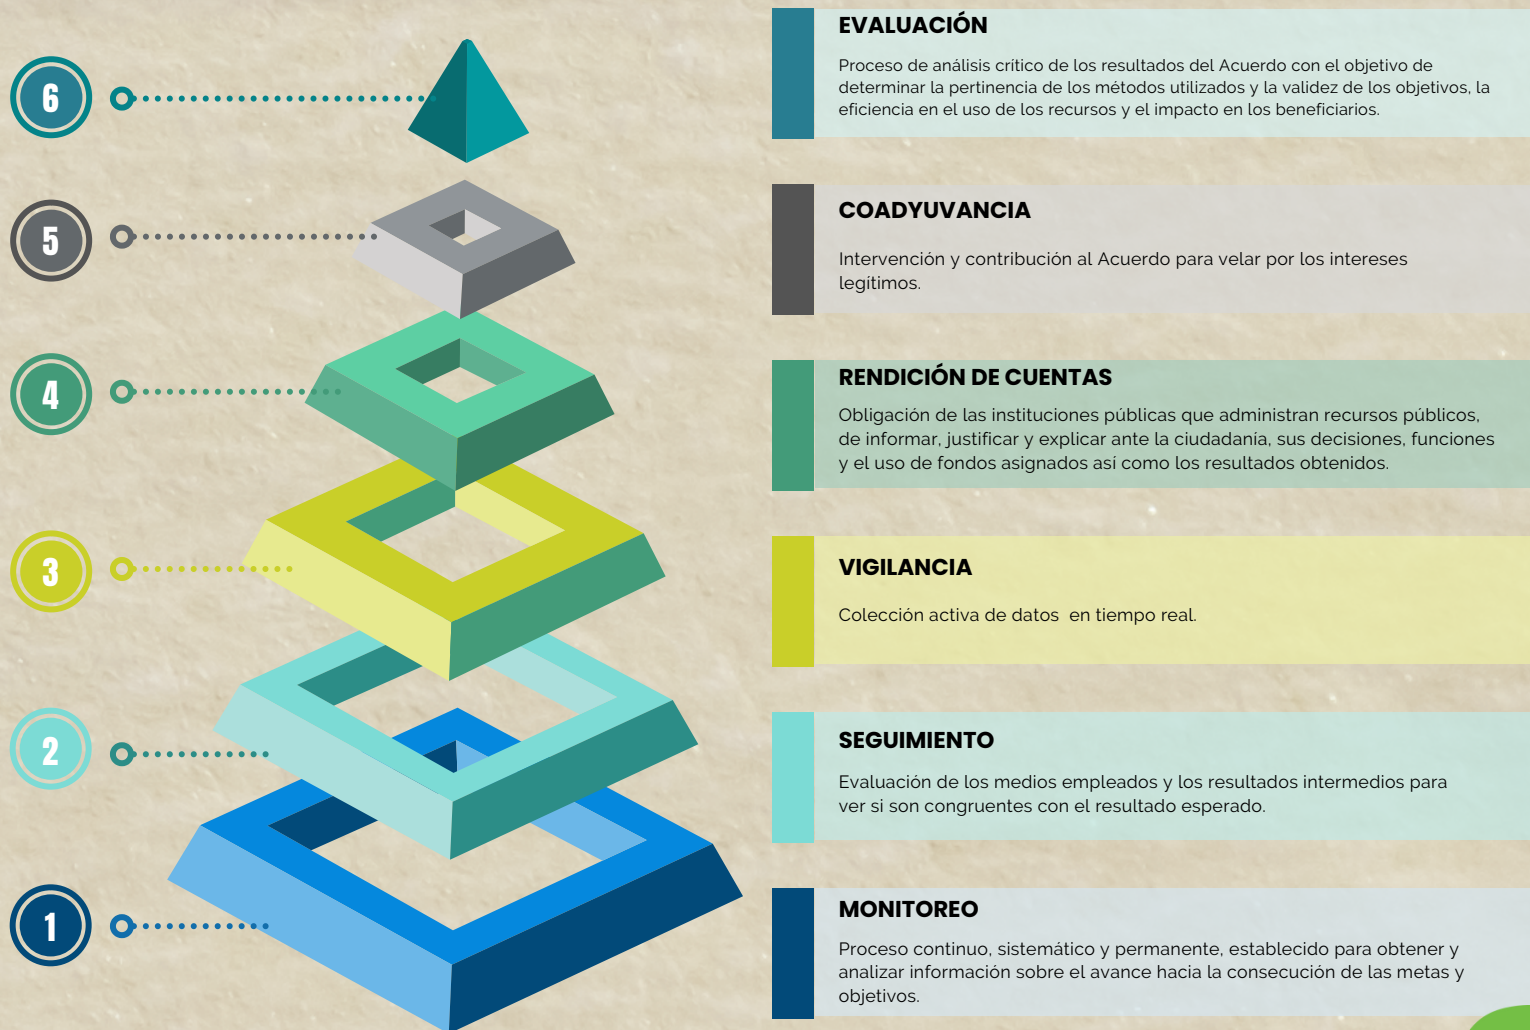 6
EVALUACIÓN
Proceso de análisis crítico de los resultados del Acuerdo con el objetivo de
determinar la pertinencia de los métodos utilizados y la validez de los objetivos, la
eficiencia en el uso de los recursos y el impacto en los beneficiarios.
5
COADYUVANCIA
Intervención y contribución al Acuerdo para velar por los intereses
legítimos.
4
RENDICIÓN DE CUENTAS
Obligación de las instituciones públicas que administran recursos públicos,
de informar, justificar y explicar ante la ciudadanía, sus decisiones, funciones
y el uso de fondos asignados así como los resultados obtenidos.
3
VIGILANCIA
Colección activa de datos  en tiempo real.
2
SEGUIMIENTO
Evaluación de los medios empleados y los resultados intermedios para
ver si son congruentes con el resultado esperado.
1
MONITOREO
Proceso continuo, sistemático y permanente, establecido para obtener y
analizar información sobre el avance hacia la consecución de las metas y
objetivos.